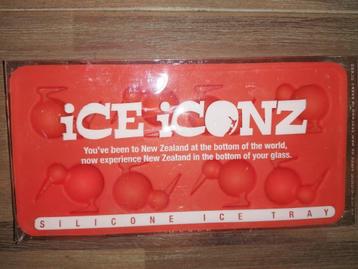 iCE iCONZ
You've been to New Zealand at the bottom of the world,
now experience New Zealand in the bottom of your glass.
SILICONE ICE TRAY